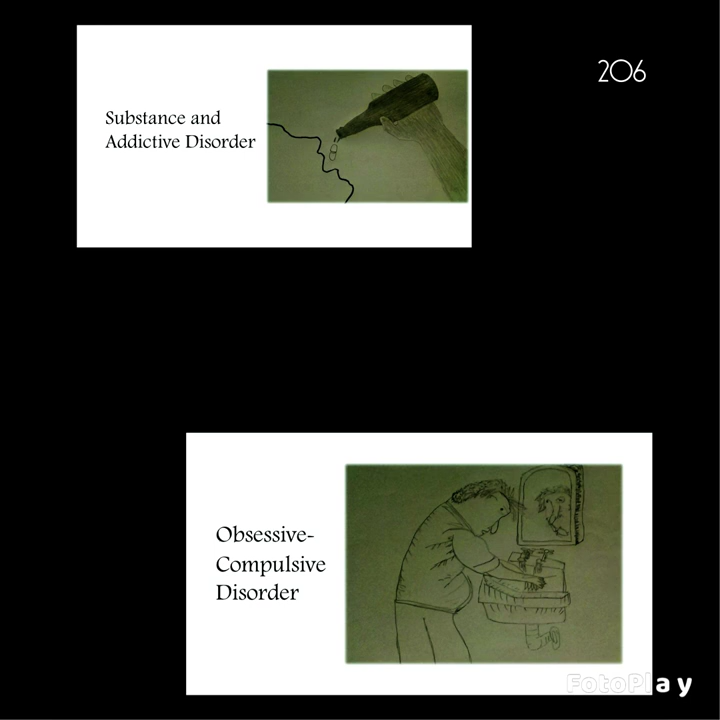 206
Substance and
Addictive Disorder
Obsessive-
Compulsive
Disorder
FotoPlay